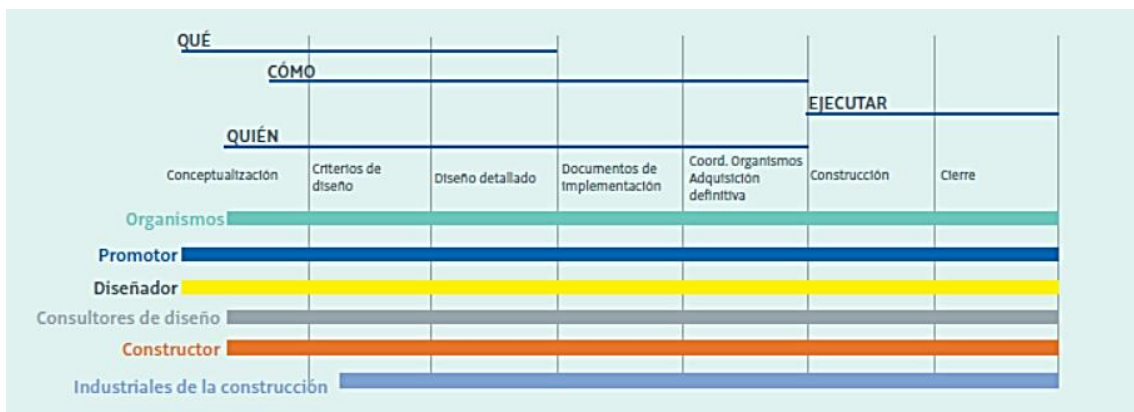 QUÉ
CÓMO
EJECUTAR
QUIÉN
Conceptualización
Criterios de
diseño
Diseño detallado
Documentos de
Implementación
Coord. Organismos
Adquisición
definitiva
Construcción
Cierre
Organismos
Promotor
Diseñador
Consultores de diseño
Constructor
Industriales de la construcción